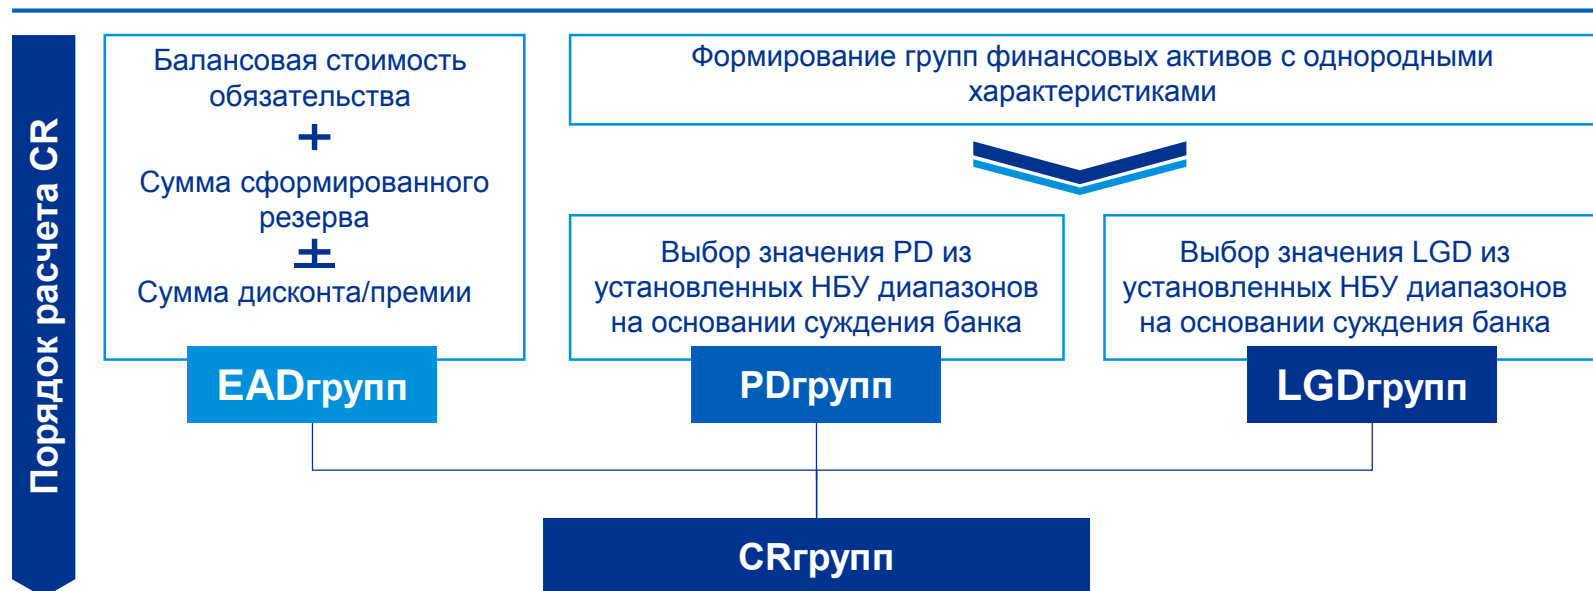 Порядок расчета CR
Балансовая стоимость
обязательства
+
Сумма сформированного
резерва
±
Сумма дисконта/премии
EADгрупп
Формирование групп финансовых активов с однородными
характеристиками
Выбор значения PD из
установленных НБУ диапазонов
на основании суждения банка
PDгрупп
Выбор значения LGD из
установленных НБУ диапазонов
на основании суждения банка
LGDгрупп
CRгрупп